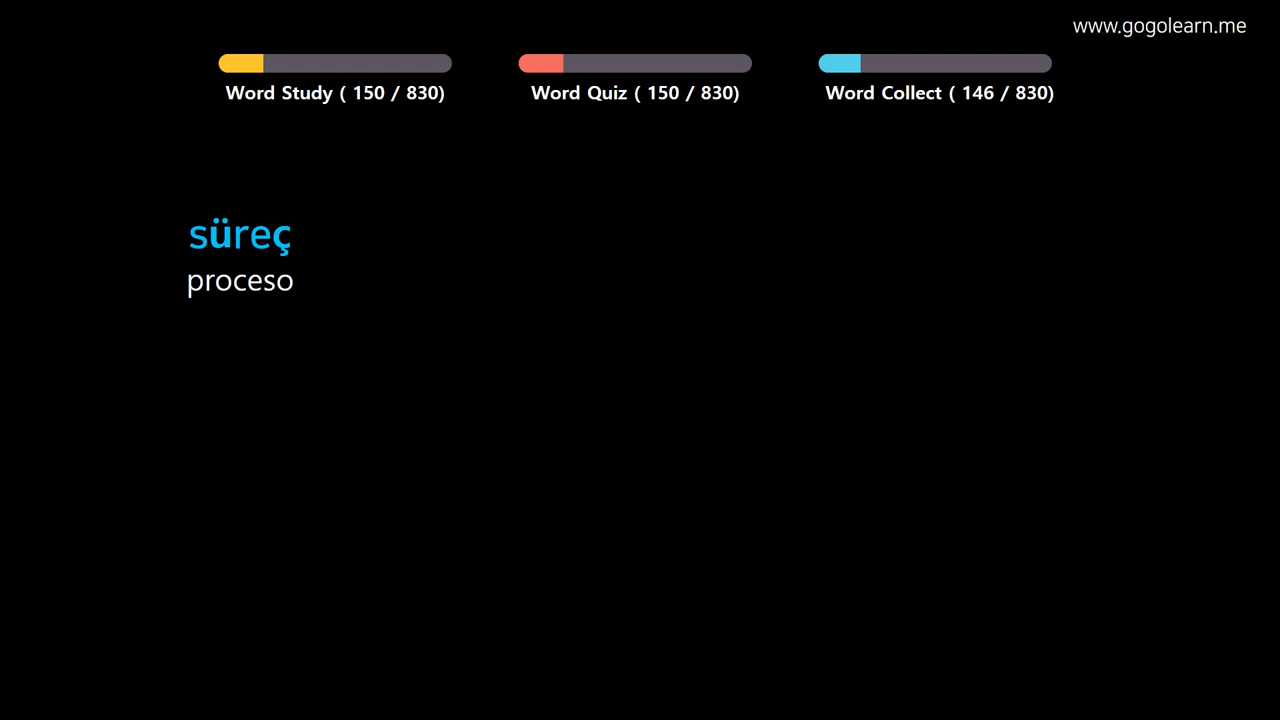 www.gogolearn.me
Word Study ( 150 / 830)
Word Quiz ( 150 / 830)
Word Collect ( 146 / 830)
süreç
proceso